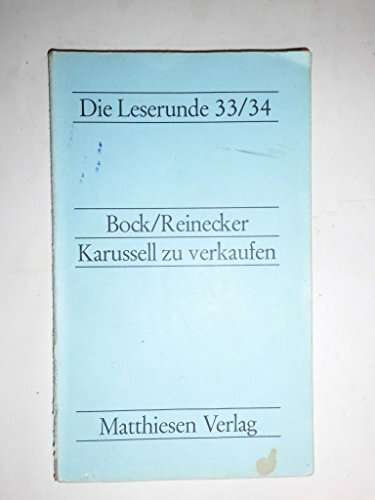 Die Leserunde 33/34
Bock/Reinecker
Karussell zu verkaufen
Matthiesen Verlag